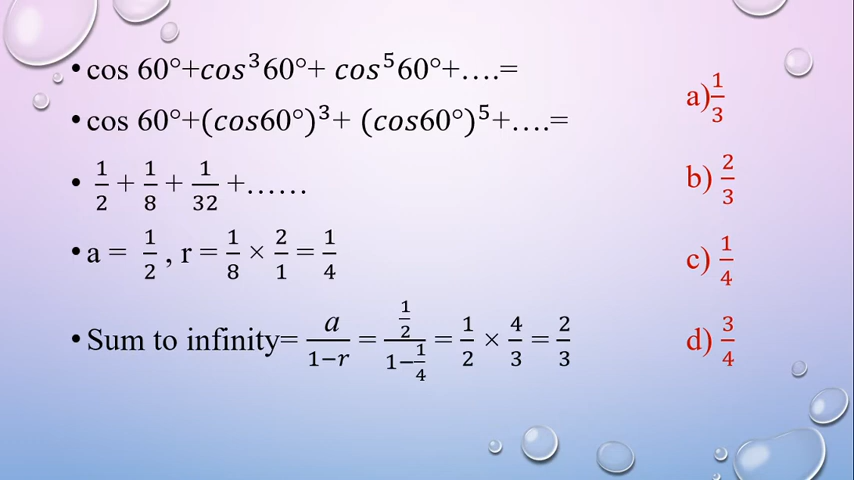 • cos 60°+cos³60°+ cos⁵60°+….=
• cos 60°+(cos60°)³+ (cos60°)⁵+….=
• 1/2 + 1/8 + 1/32 +……
• a = 1/2 , r = 1/8 × 2/1 = 1/4
• Sum to infinity= a/(1−r) = (1/2)/(1−1/4) = 1/2 × 4/3 = 2/3
a) 1/3
b) 2/3
c) 1/4
d) 3/4